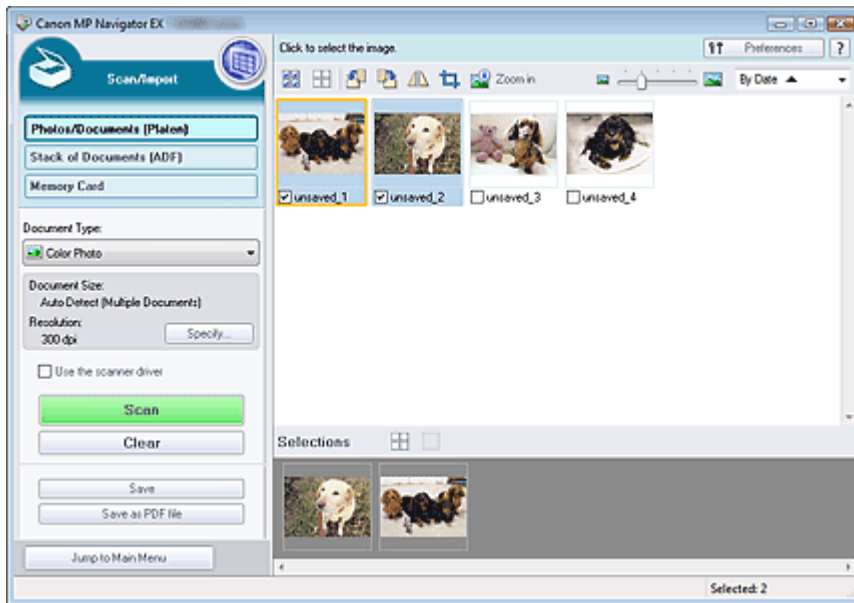 Canon MP Navigator EX
Scan/Import
Photos/Documents (Platen)
Stack of Documents (ADF)
Memory Card
Document Type:
Color Photo
Document Size:
Auto Detect (Multiple Documents)
Resolution:
300 dpi
Specify...
Use the scanner driver
Scan
Clear
Save
Save as PDF file
Jump to Main Menu
Click to select the image.
Preferences
?
Zoom in
By Date
unsaved_1
unsaved_2
unsaved_3
unsaved_4
Selections
Selected: 2